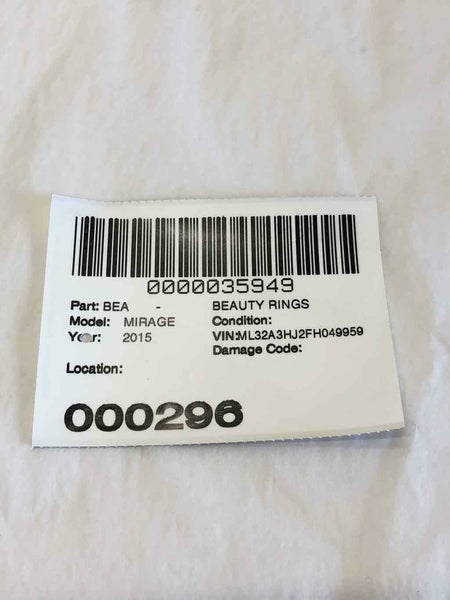 0000035949
Part: BEA - BEAUTY RINGS
Model: MIRAGE Condition:
Year: 2015 VIN:ML32A3HJ2FH049959
Damage Code:
Location:
000296